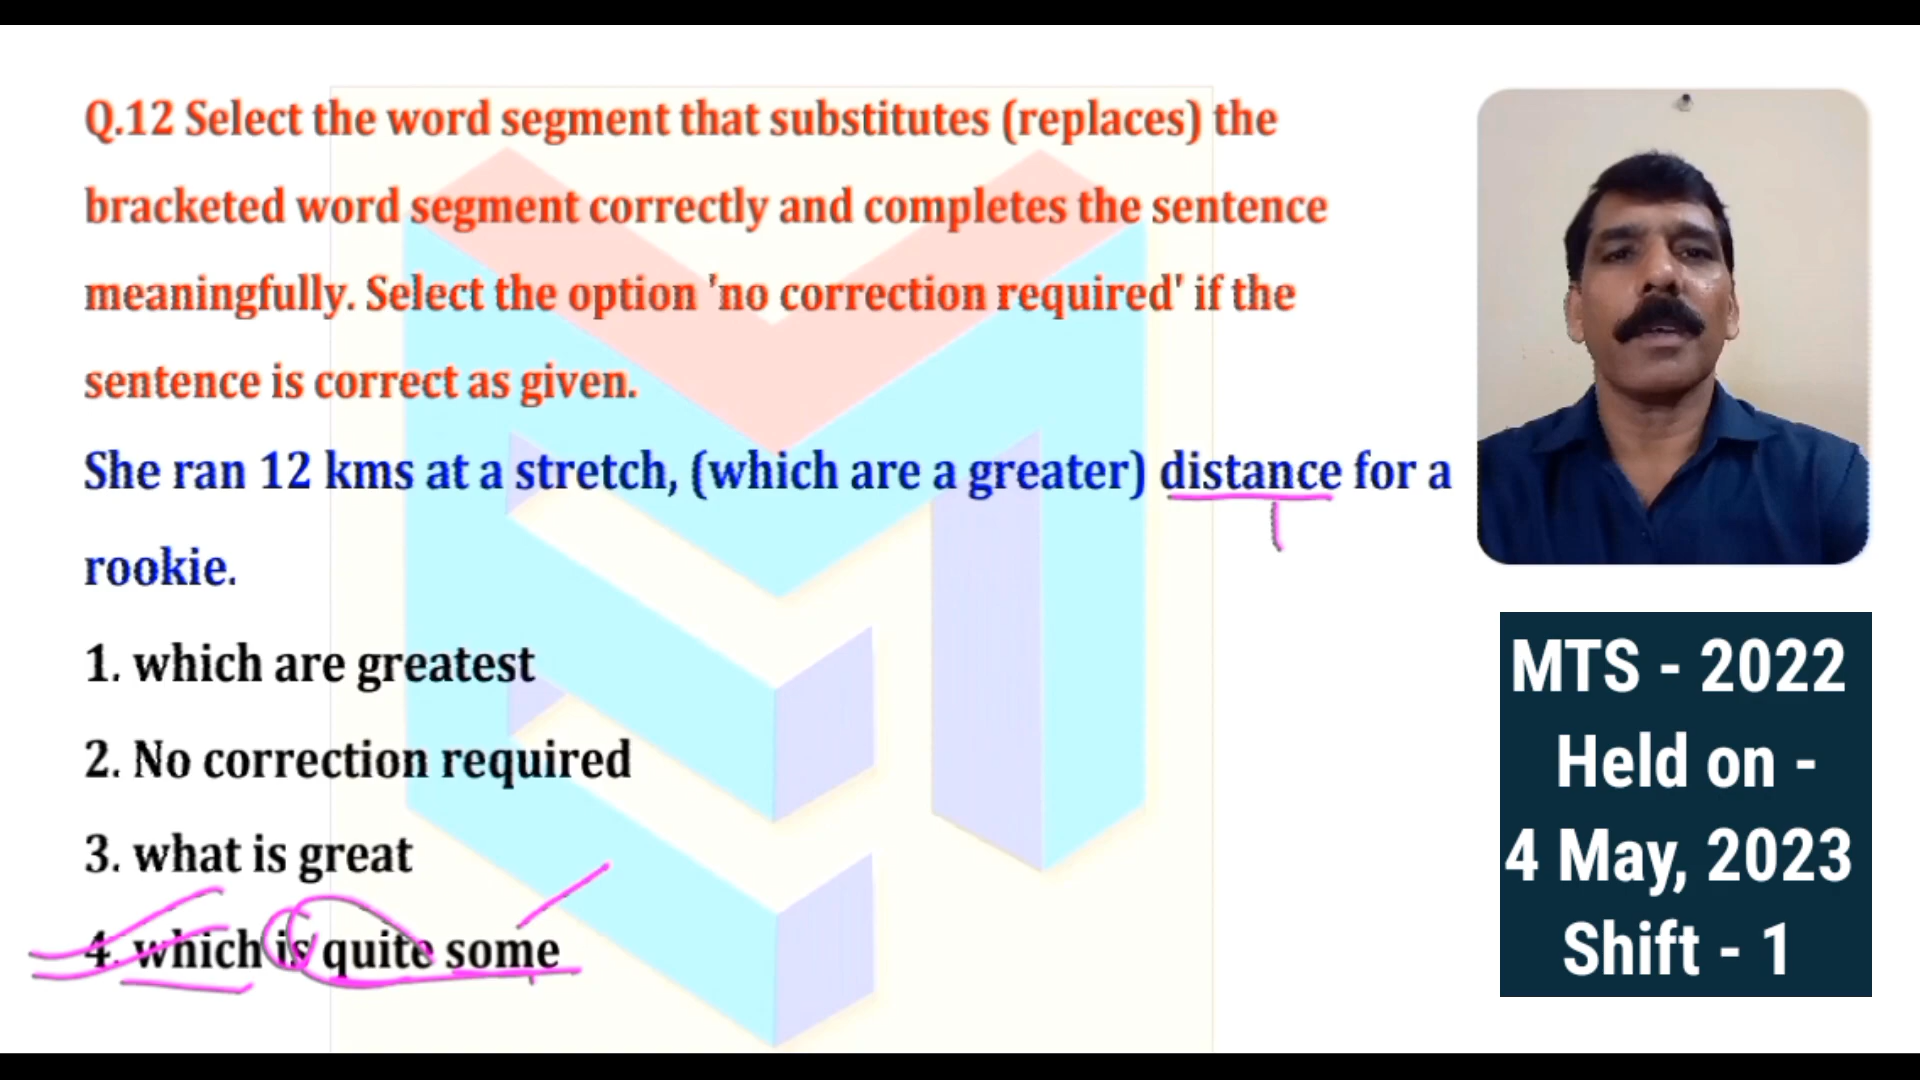 Q.12 Select the word segment that substitutes (replaces) the
bracketed word segment correctly and completes the sentence
meaningfully. Select the option 'no correction required' if the
sentence is correct as given.
She ran 12 kms at a stretch, (which are a greater) distance for a
rookie.
1. which are greatest
2. No correction required
3. what is great
4. which is quite some
MTS - 2022
Held on -
4 May, 2023
Shift - 1